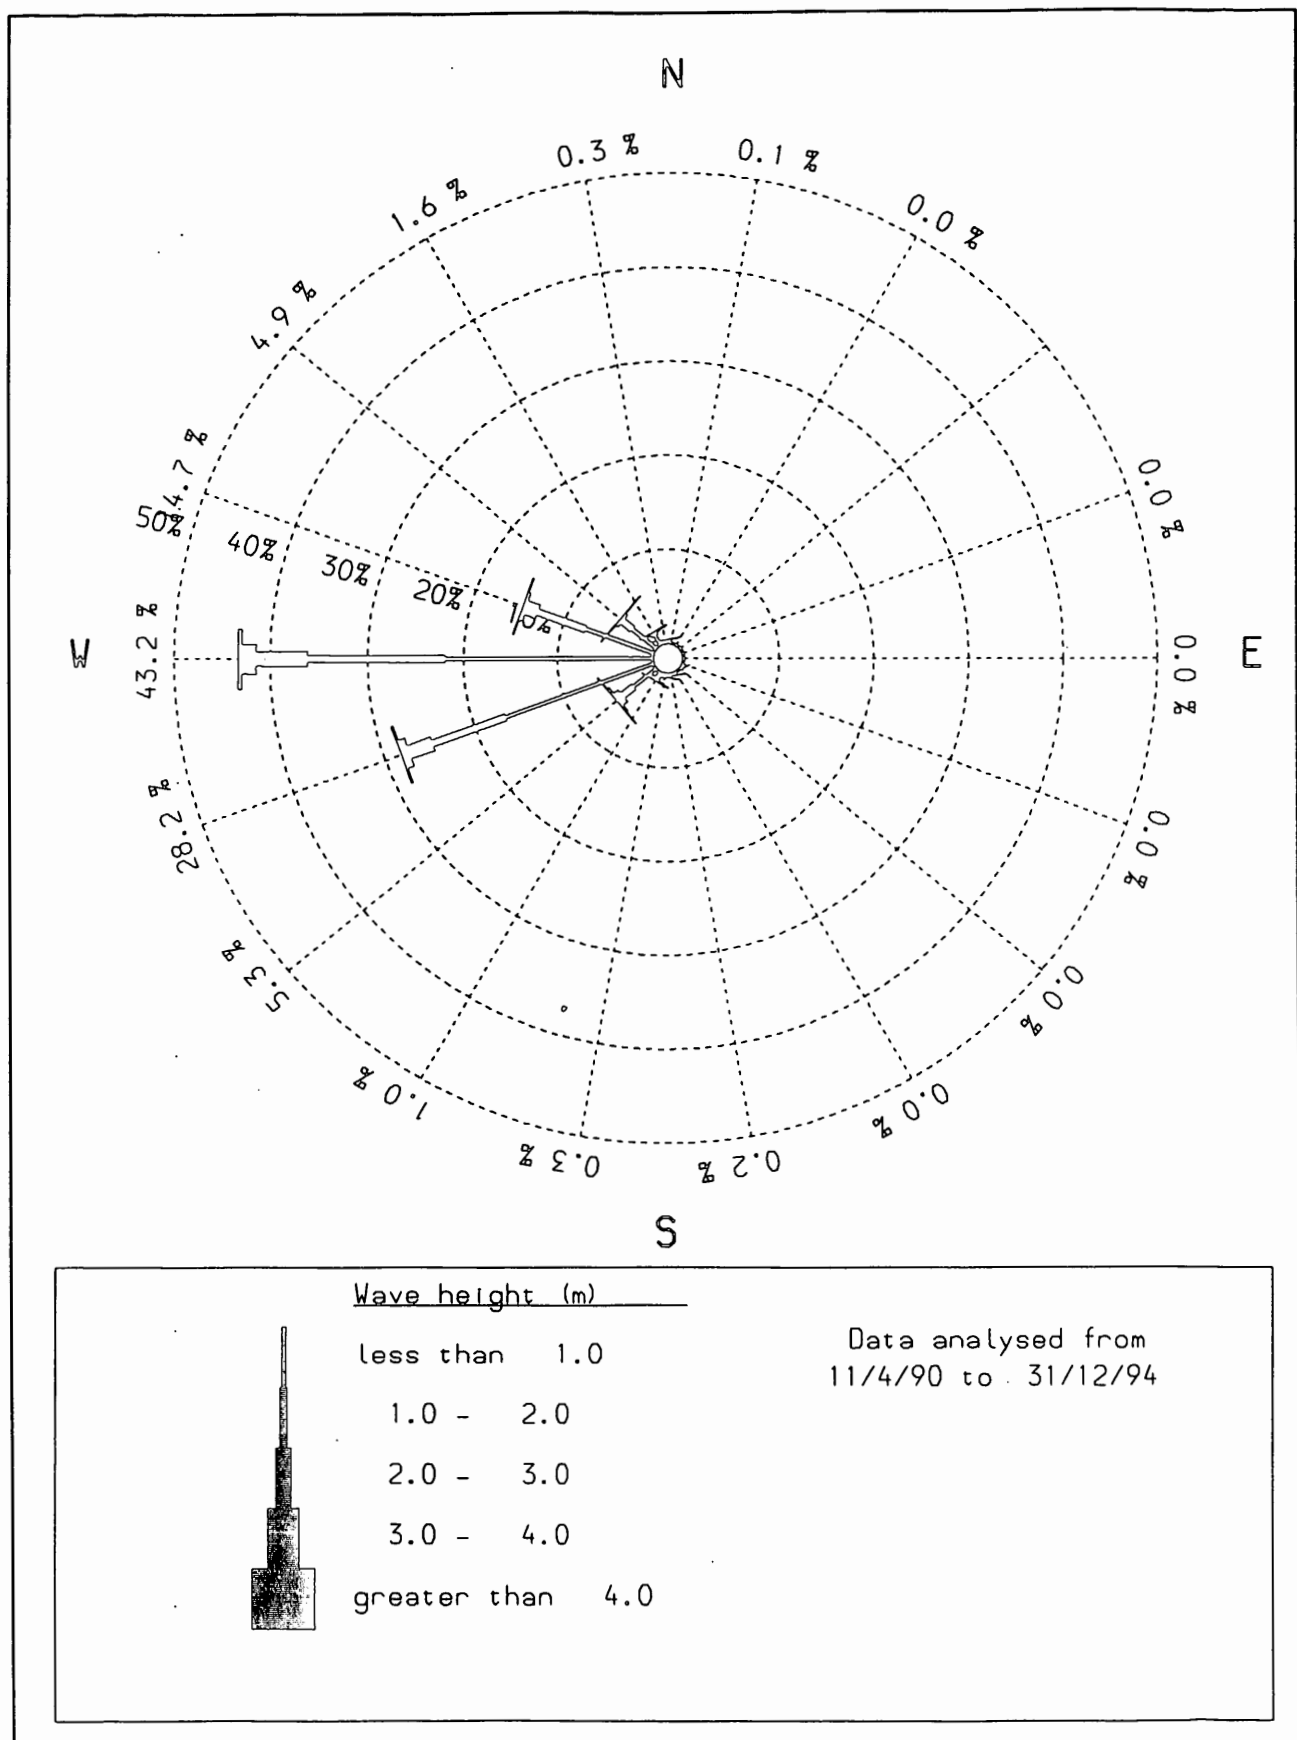 N
0.3 %
0.1 %
1.6 %
0.0 %
4.9 %
0.0 %
50%
40%
30%
20%
10%
W
43.2 %
0.0 %
E
28.2 %
0.0 %
5.3 %
0.0 %
1.0 %
0.0 %
0.3 %
0.2 %
S
Wave height (m)
less than 1.0
1.0 - 2.0
2.0 - 3.0
3.0 - 4.0
greater than 4.0
Data analysed from
11/4/90 to 31/12/94